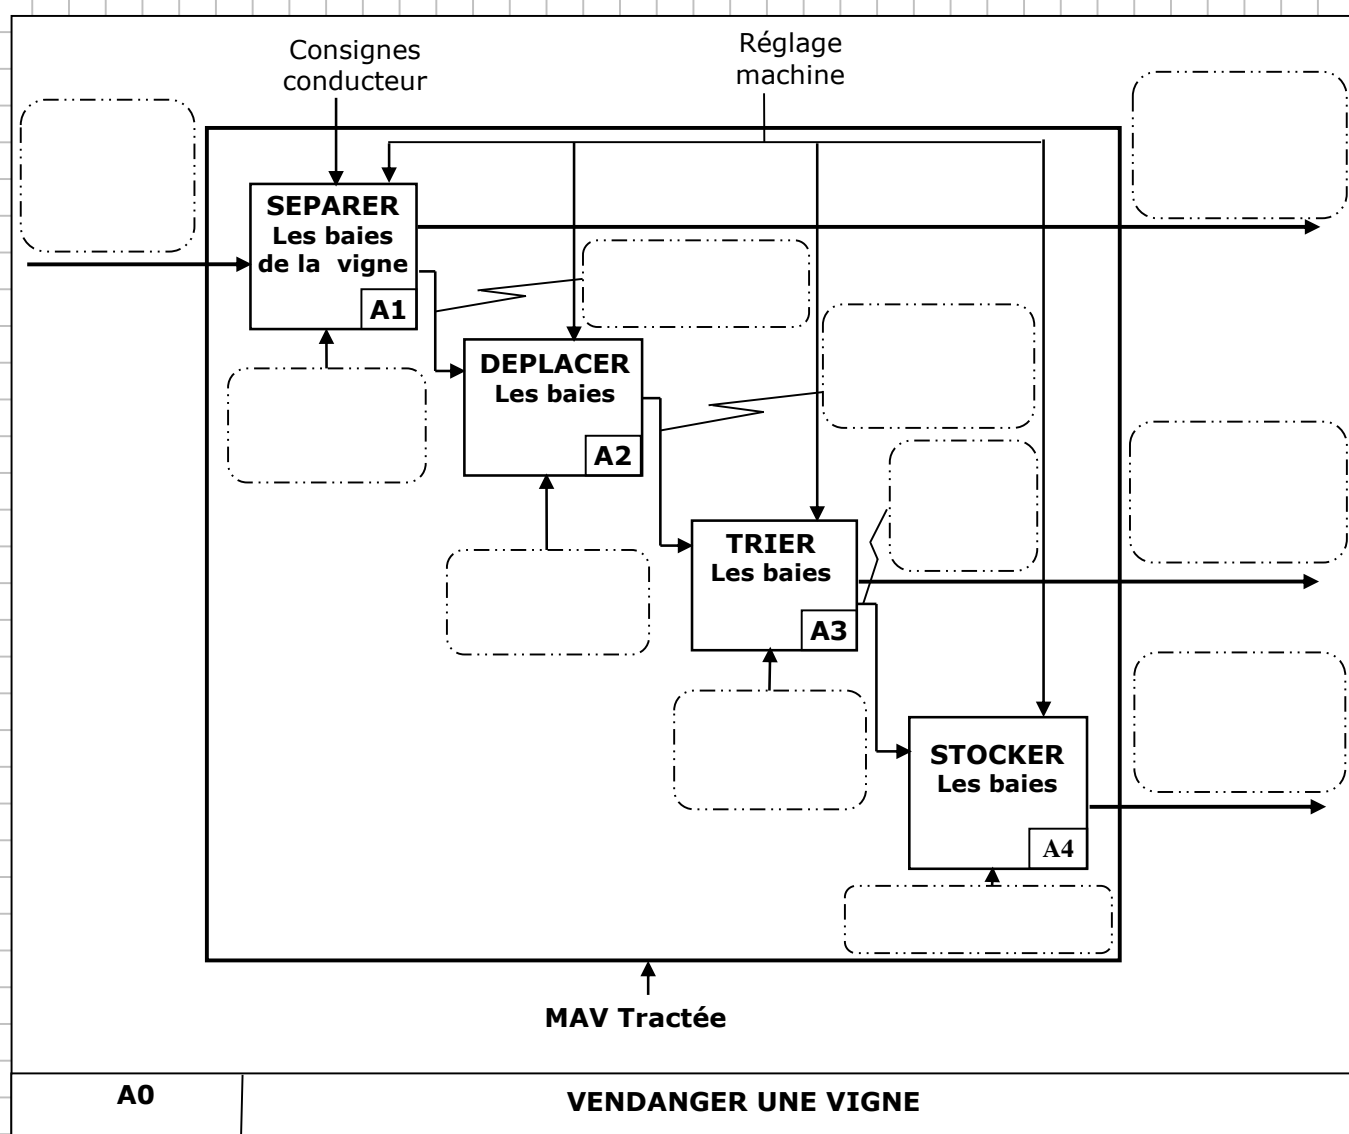 Consignes
conducteur
Réglage
machine
SEPARER
Les baies
de la vigne
A1
DEPLACER
Les baies
A2
TRIER
Les baies
A3
STOCKER
Les baies
A4
MAV Tractée
A0
VENDANGER UNE VIGNE